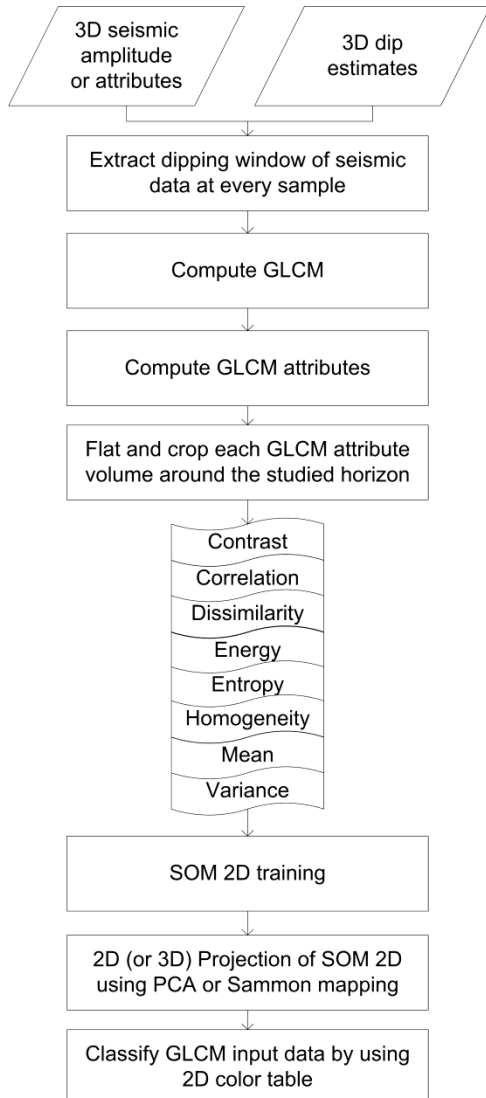 3D seismic
amplitude
or attributes
3D dip
estimates
Extract dipping window of seismic
data at every sample
Compute GLCM
Compute GLCM attributes
Flat and crop each GLCM attribute
volume around the studied horizon
Contrast
Correlation
Dissimilarity
Energy
Entropy
Homogeneity
Mean
Variance
SOM 2D training
2D (or 3D) Projection of SOM 2D
using PCA or Sammon mapping
Classify GLCM input data by using
2D color table